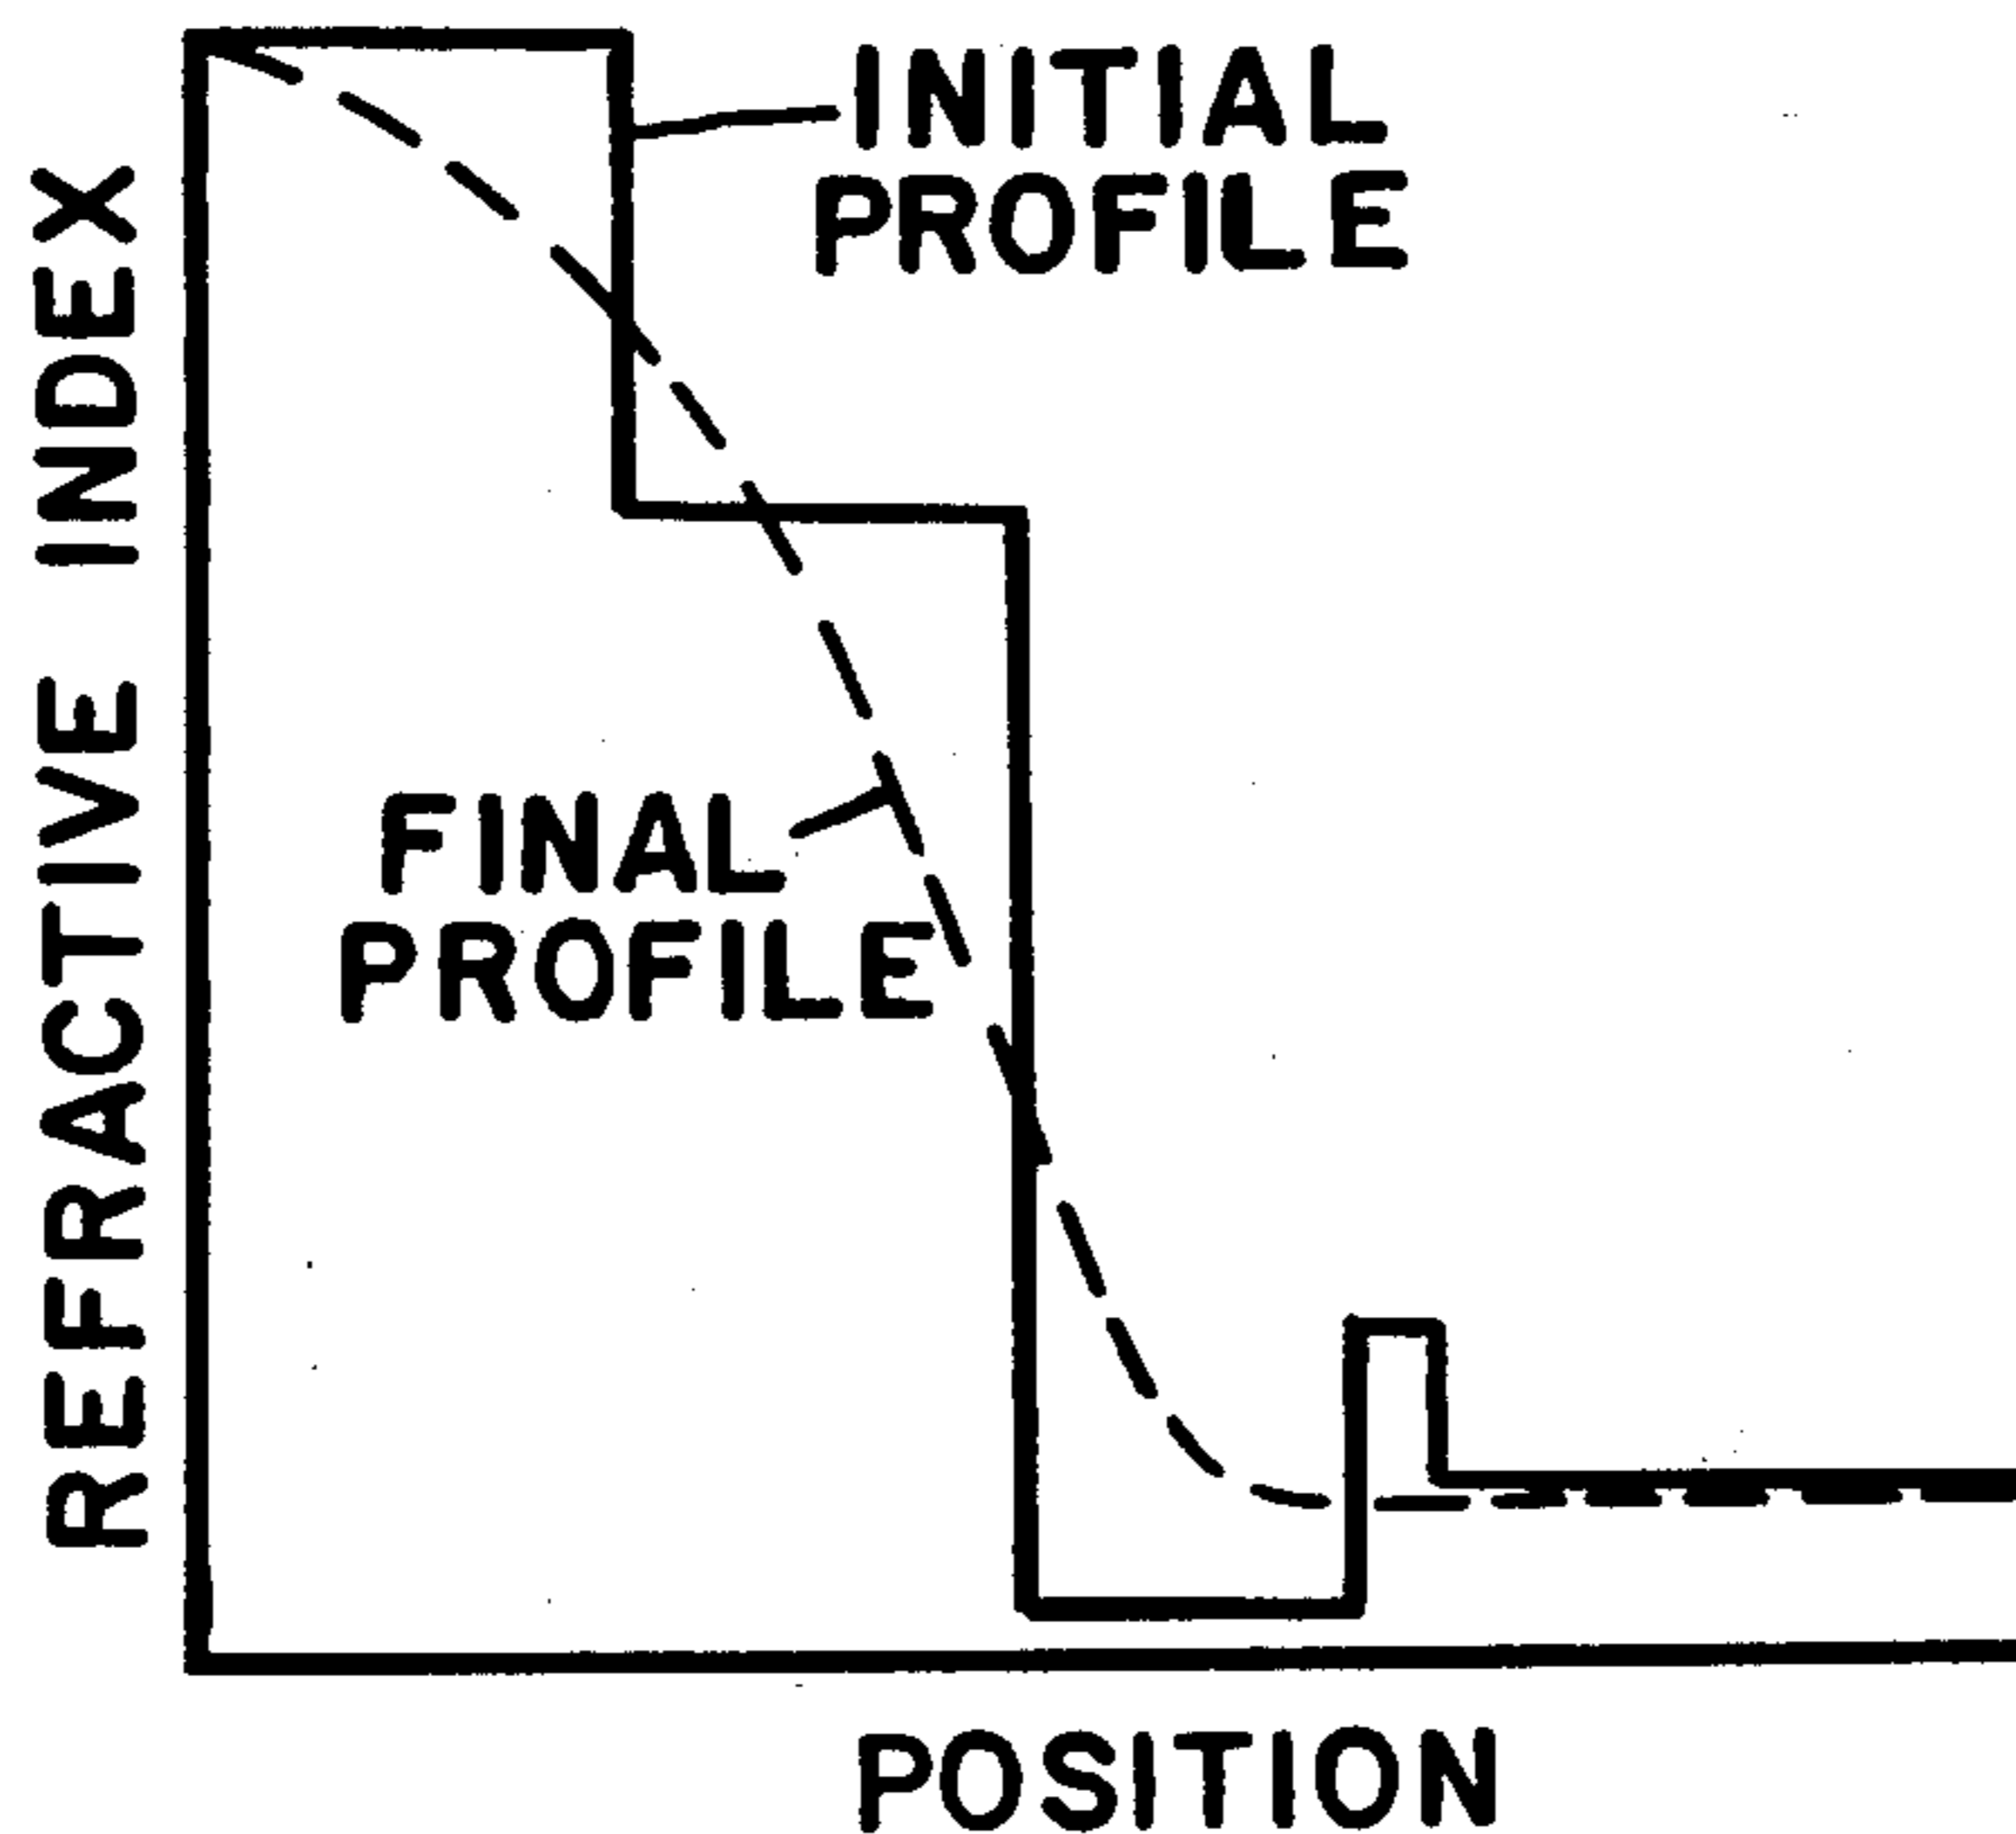 REFRACTIVE INDEX
INITIAL
PROFILE
FINAL
PROFILE
POSITION